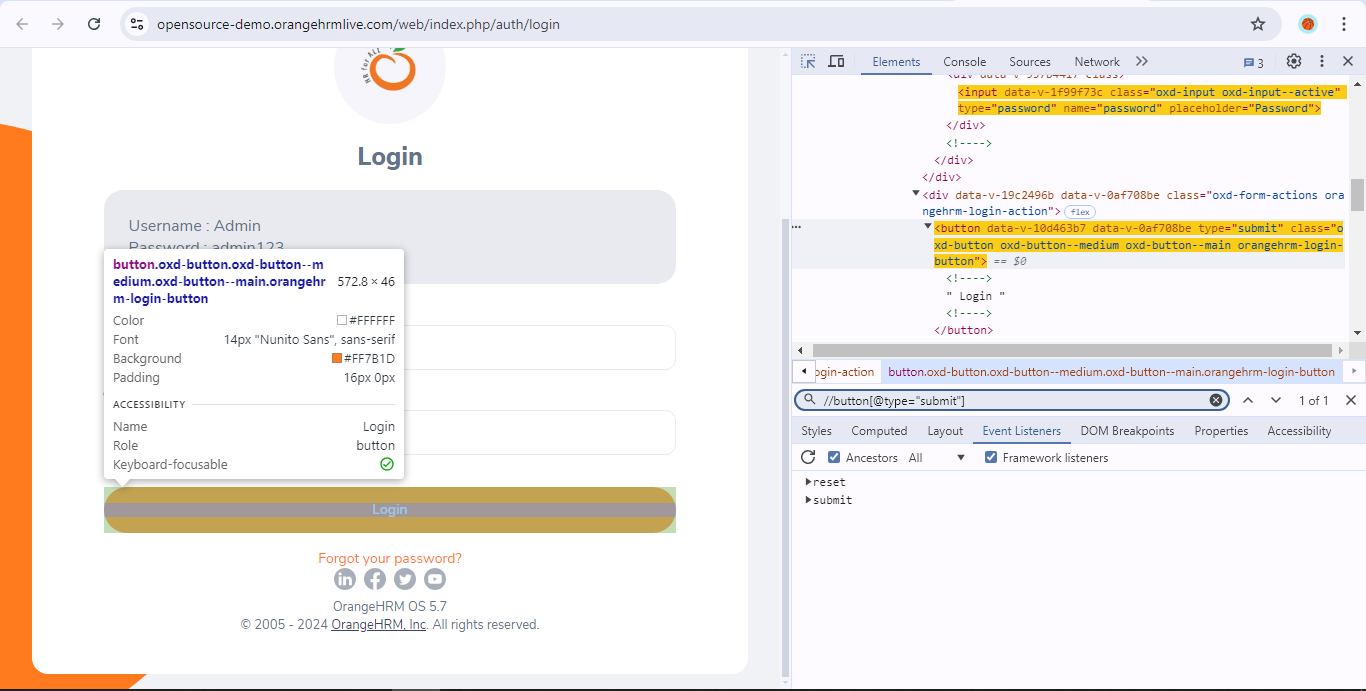 opensource-demo.orangehrmlive.com/web/index.php/auth/login
HR for ALL
Login
Username : Admin
Password : admin123
button.oxd-button.oxd-button--m
edium.oxd-button--main.orangehr
m-login-button
572.8 × 46
Color #FFFFFF
Font 14px "Nunito Sans", sans-serif
Background #FF7B1D
Padding 16px 0px
ACCESSIBILITY
Name Login
Role button
Keyboard-focusable
Login
Forgot your password?
OrangeHRM OS 5.7
© 2005 - 2024 OrangeHRM, Inc. All rights reserved.
Elements Console Sources Network 3
<input data-v-1f99f73c class="oxd-input oxd-input--active"
type="password" name="password" placeholder="Password">
</div>
<!---->
</div>
</div>
<div data-v-19c2496b data-v-0af708be class="oxd-form-actions ora
ngehrm-login-action"> flex
<button data-v-10d463b7 data-v-0af708be type="submit" class="o
xd-button oxd-button--medium oxd-button--main orangehrm-login-
button"> == $0
<!---->
" Login "
<!---->
</button>
ogin-action button.oxd-button.oxd-button--medium.oxd-button--main.orangehrm-login-button
//button[@type="submit"] 1 of 1
Styles Computed Layout Event Listeners DOM Breakpoints Properties Accessibility
Ancestors All Framework listeners
reset
submit